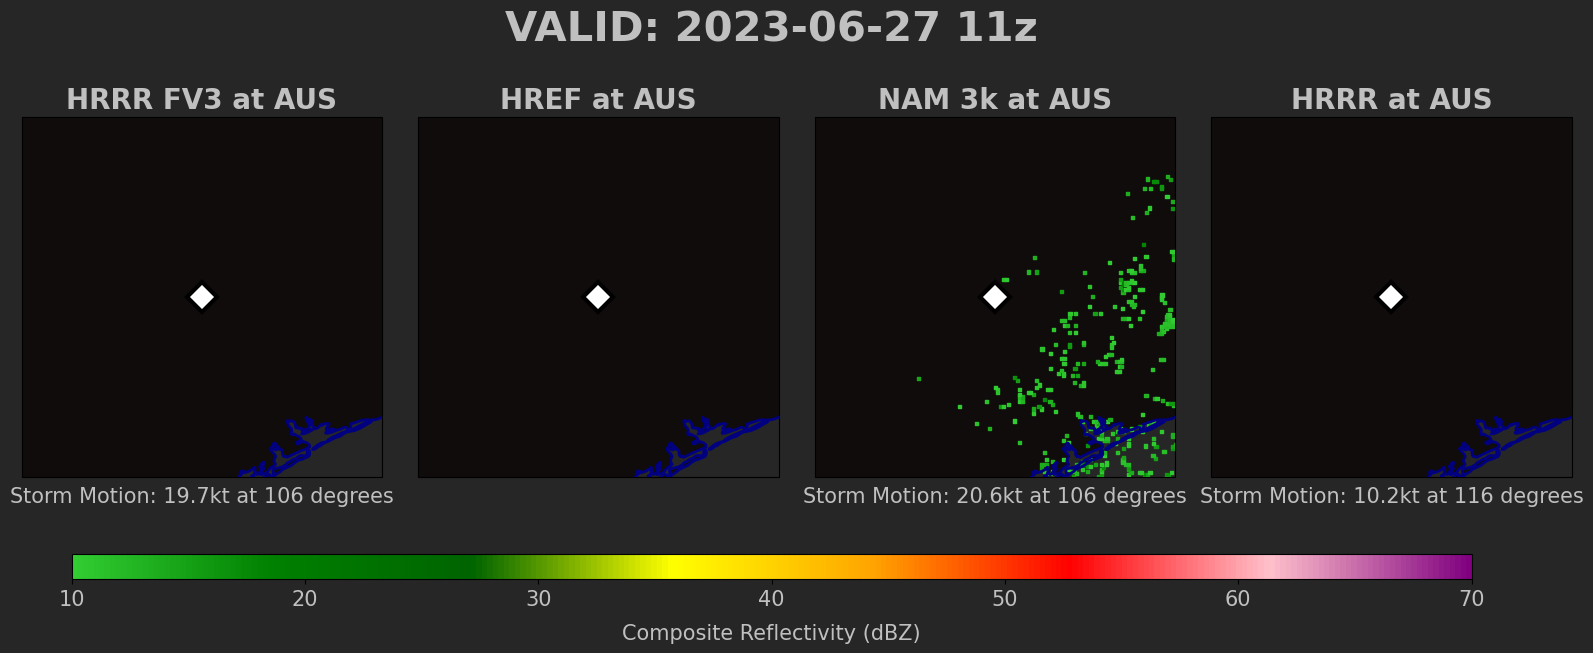 VALID: 2023-06-27 11z
HRRR FV3 at AUS
HREF at AUS
NAM 3k at AUS
HRRR at AUS
Storm Motion: 19.7kt at 106 degrees
Storm Motion: 20.6kt at 106 degrees
Storm Motion: 10.2kt at 116 degrees
10 20 30 40 50 60 70
Composite Reflectivity (dBZ)